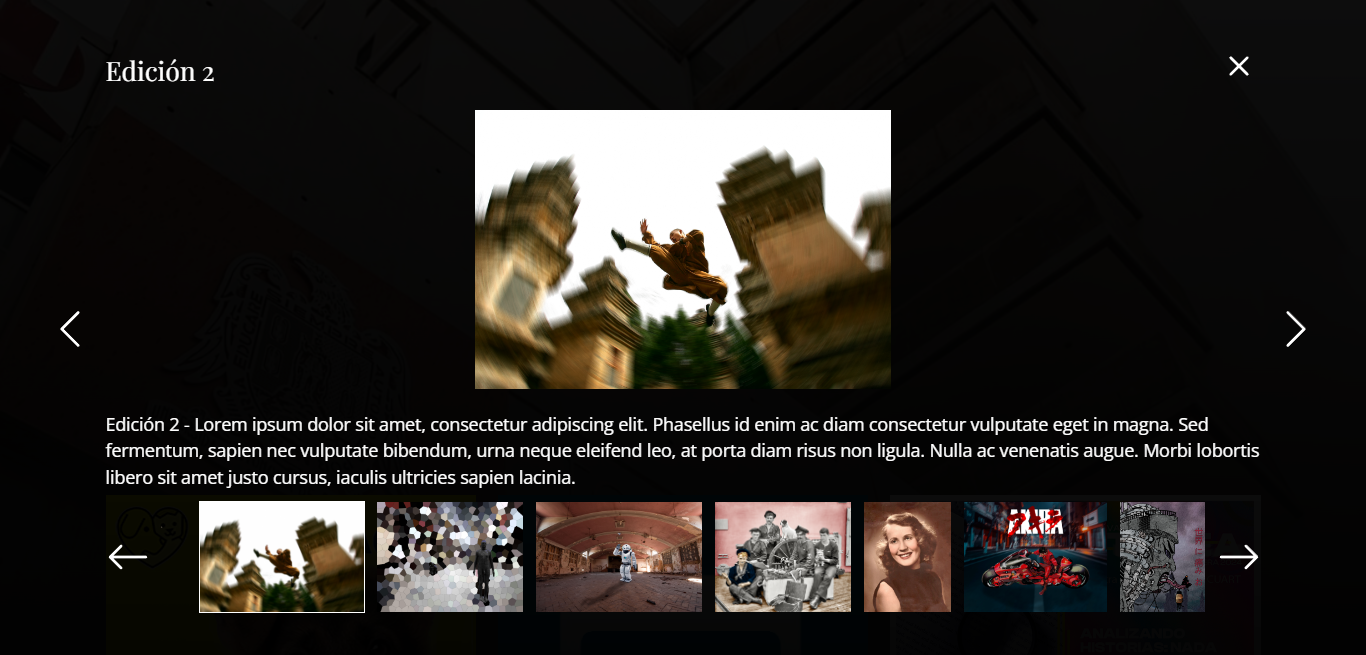 Edición 2
Edición 2 - Lorem ipsum dolor sit amet, consectetur adipiscing elit. Phasellus id enim ac diam consectetur vulputate eget in magna. Sed
fermentum, sapien nec vulputate bibendum, urna neque eleifend leo, at porta diam risus non ligula. Nulla ac venenatis augue. Morbi lobortis
libero sit amet justo cursus, iaculis ultricies sapien lacinia.
ANALIZANDO